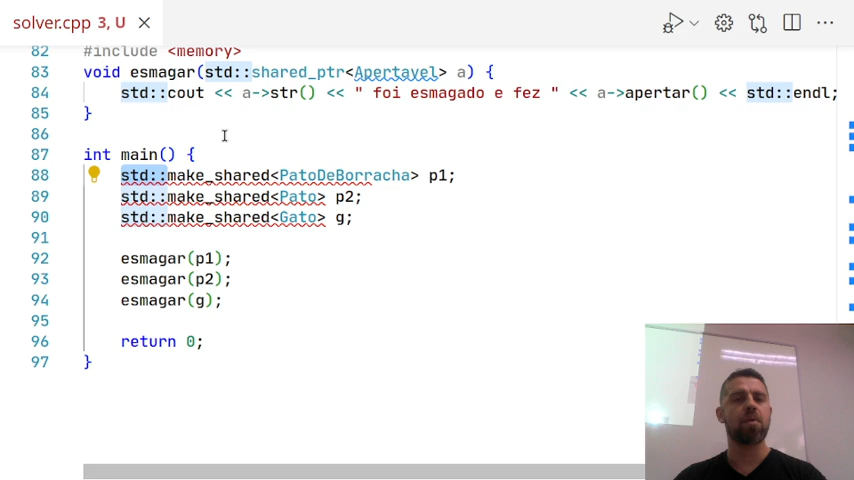 solver.cpp 3, U
82 #include <memory>
83 void esmagar(std::shared_ptr<Apertavel> a) {
84 std::cout << a->str() << " foi esmagado e fez " << a->apertar() << std::endl;
85 }
86
87 int main() {
88 std::make_shared<PatoDeBorracha> p1;
89 std::make_shared<Pato> p2;
90 std::make_shared<Gato> g;
91
92 esmagar(p1);
93 esmagar(p2);
94 esmagar(g);
95
96 return 0;
97 }